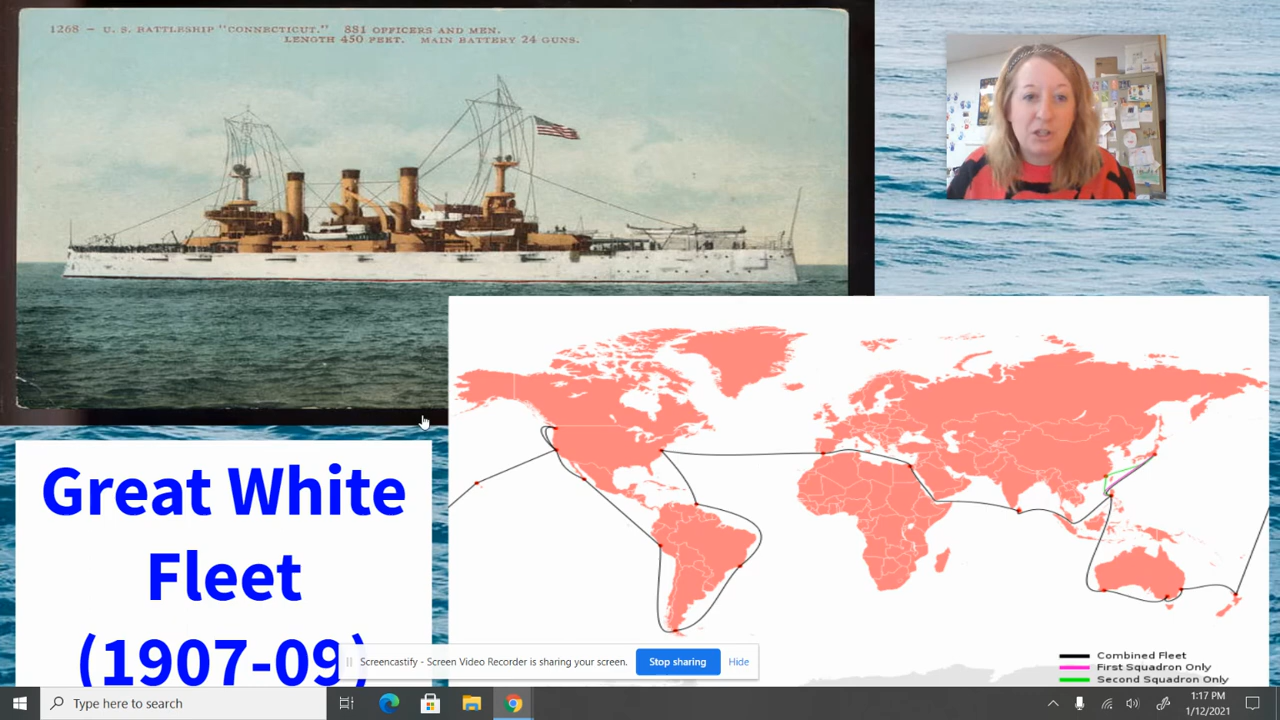 1268 – U. S. BATTLESHIP "CONNECTICUT." 881 OFFICERS AND MEN.
LENGTH 450 FEET. MAIN BATTERY 24 GUNS.
Great White
Fleet
(1907-09)
Combined Fleet
First Squadron Only
Second Squadron Only
Screencastify - Screen Video Recorder is sharing your screen.
Stop sharing
Hide
Type here to search
1:17 PM
1/12/2021